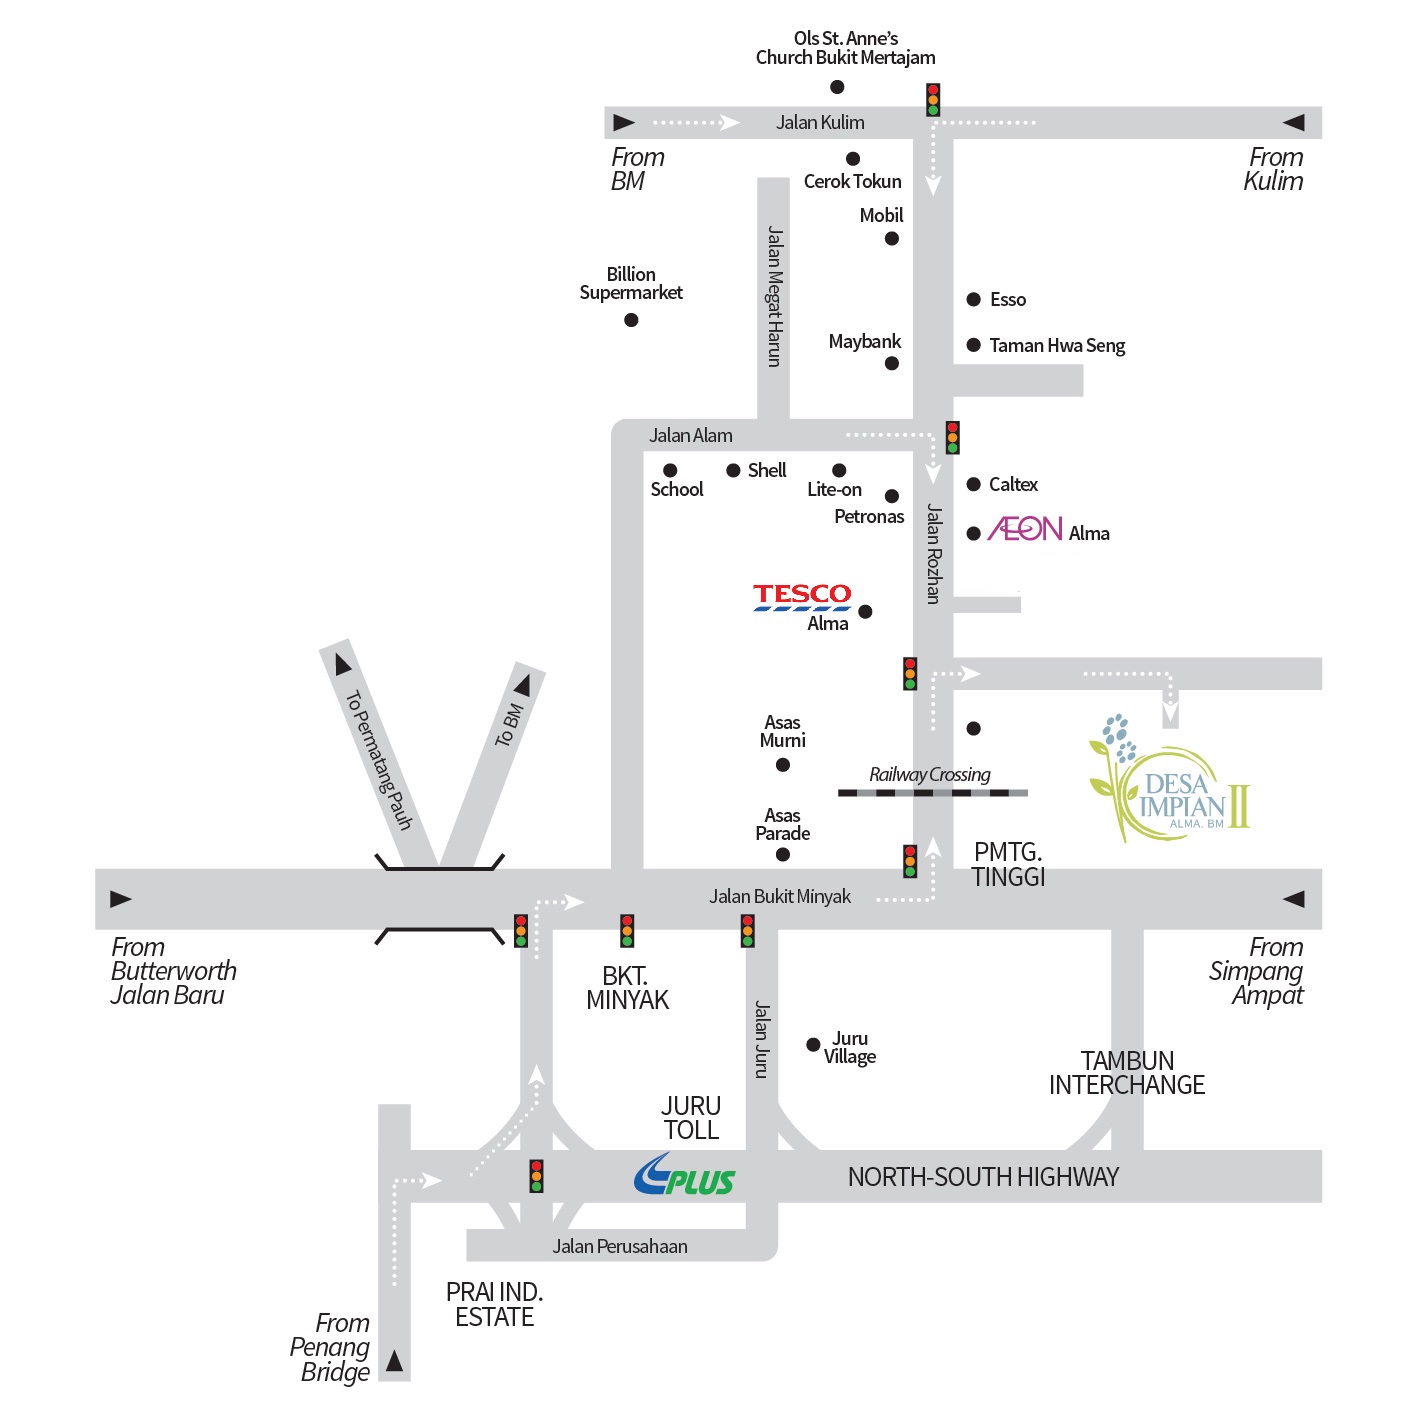 Ols St. Anne's
Church Bukit Mertajam
Jalan Kulim
From
BM
From
Kulim
Cerok Tokun
Mobil
Jalan Megat Harun
Billion
Supermarket
Esso
Maybank
Taman Hwa Seng
Jalan Alam
School
Shell
Lite-on
Petronas
Caltex
AEON Alma
Jalan Rozhan
TESCO
Alma
To Permatang Pauh
To BM
Asas
Murni
Railway Crossing
DESA
IMPIAN II
ALMA. BM
Asas
Parade
PMTG.
TINGGI
Jalan Bukit Minyak
From
Butterworth
Jalan Baru
BKT.
MINYAK
From
Simpang
Ampat
Jalan Juru
Juru
Village
TAMBUN
INTERCHANGE
JURU
TOLL
PLUS
NORTH-SOUTH HIGHWAY
Jalan Perusahaan
PRAI IND.
ESTATE
From
Penang
Bridge